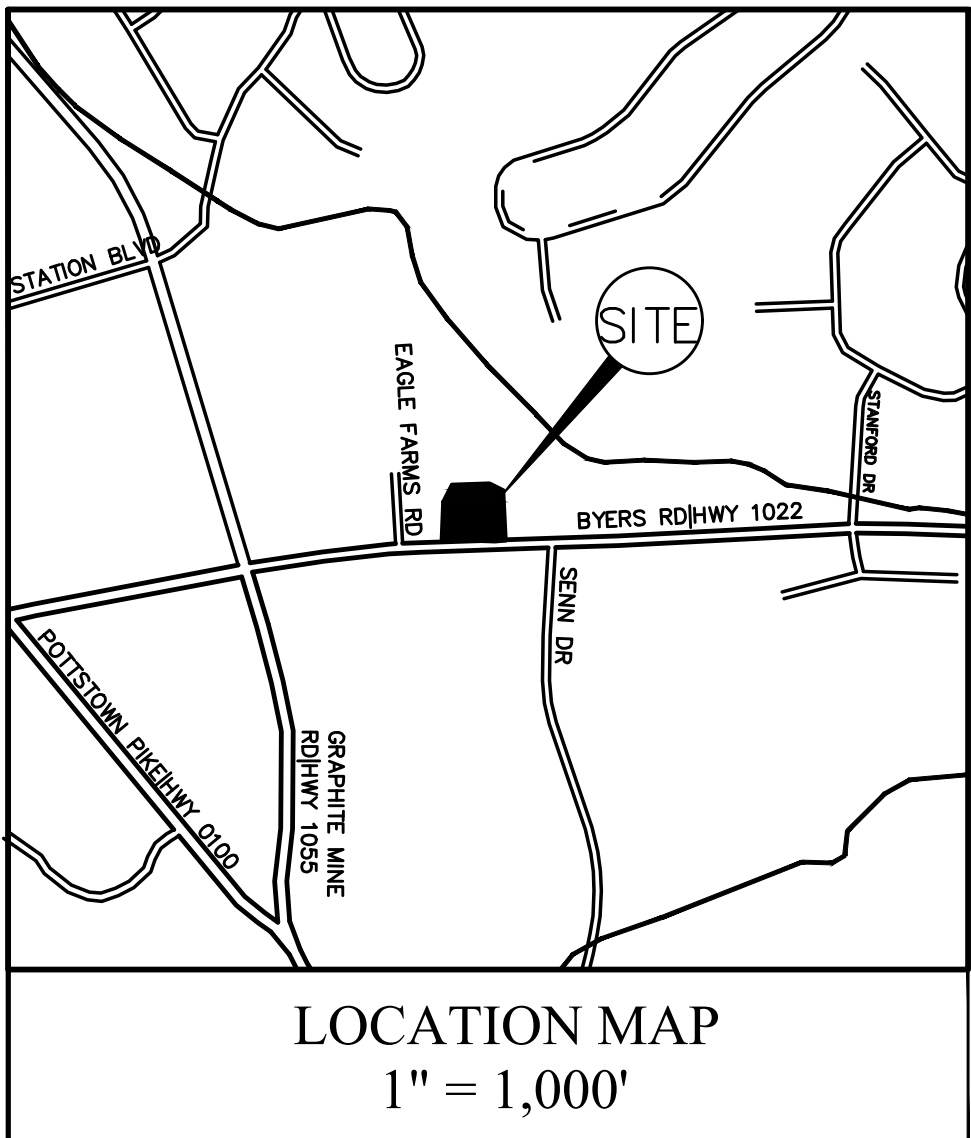 STATION BLVD
SITE
EAGLE FARMS RD
STANFORD DR
BYERS RD|HWY 1022
SENN DR
POTTSTOWN PIKE|HWY 0100
GRAPHITE MINE
RD|HWY 1055
LOCATION MAP
1" = 1,000'